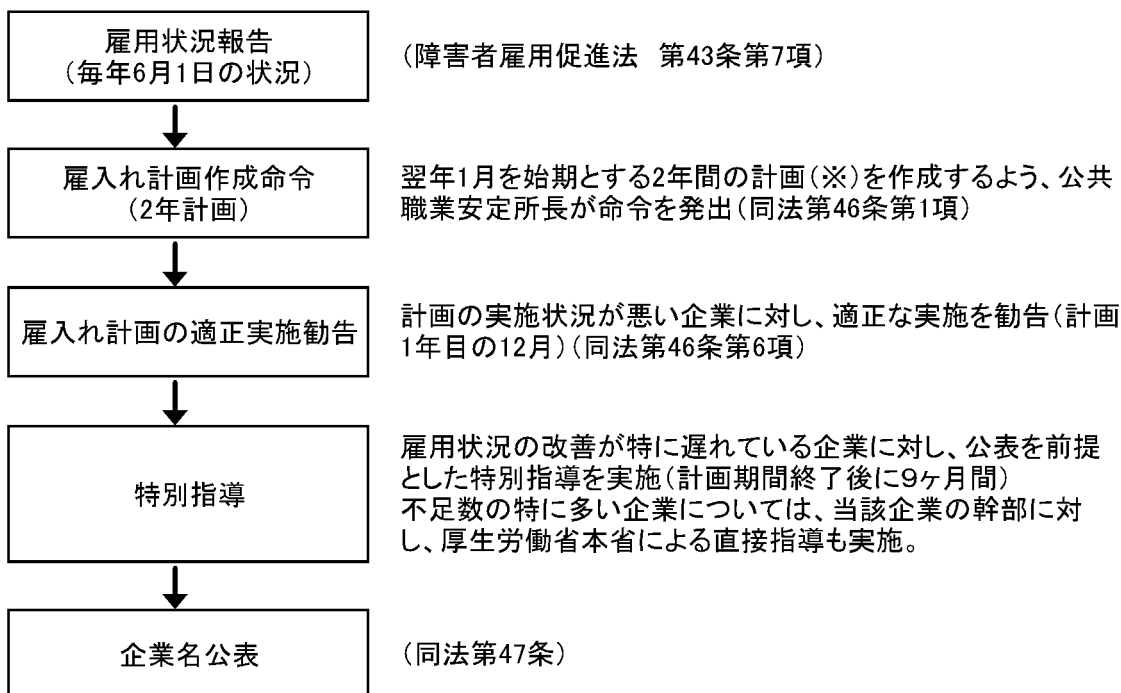 雇用状況報告
(毎年6月1日の状況)
(障害者雇用促進法 第43条第7項)
雇入れ計画作成命令
(2年計画)
翌年1月を始期とする2年間の計画(※)を作成するよう、公共
職業安定所長が命令を発出(同法第46条第1項)
雇入れ計画の適正実施勧告
計画の実施状況が悪い企業に対し、適正な実施を勧告(計画
1年目の12月)(同法第46条第6項)
特別指導
雇用状況の改善が特に遅れている企業に対し、公表を前提
とした特別指導を実施(計画期間終了後に9ヶ月間)
不足数の特に多い企業については、当該企業の幹部に対
し、厚生労働省本省による直接指導も実施。
企業名公表
(同法第47条)